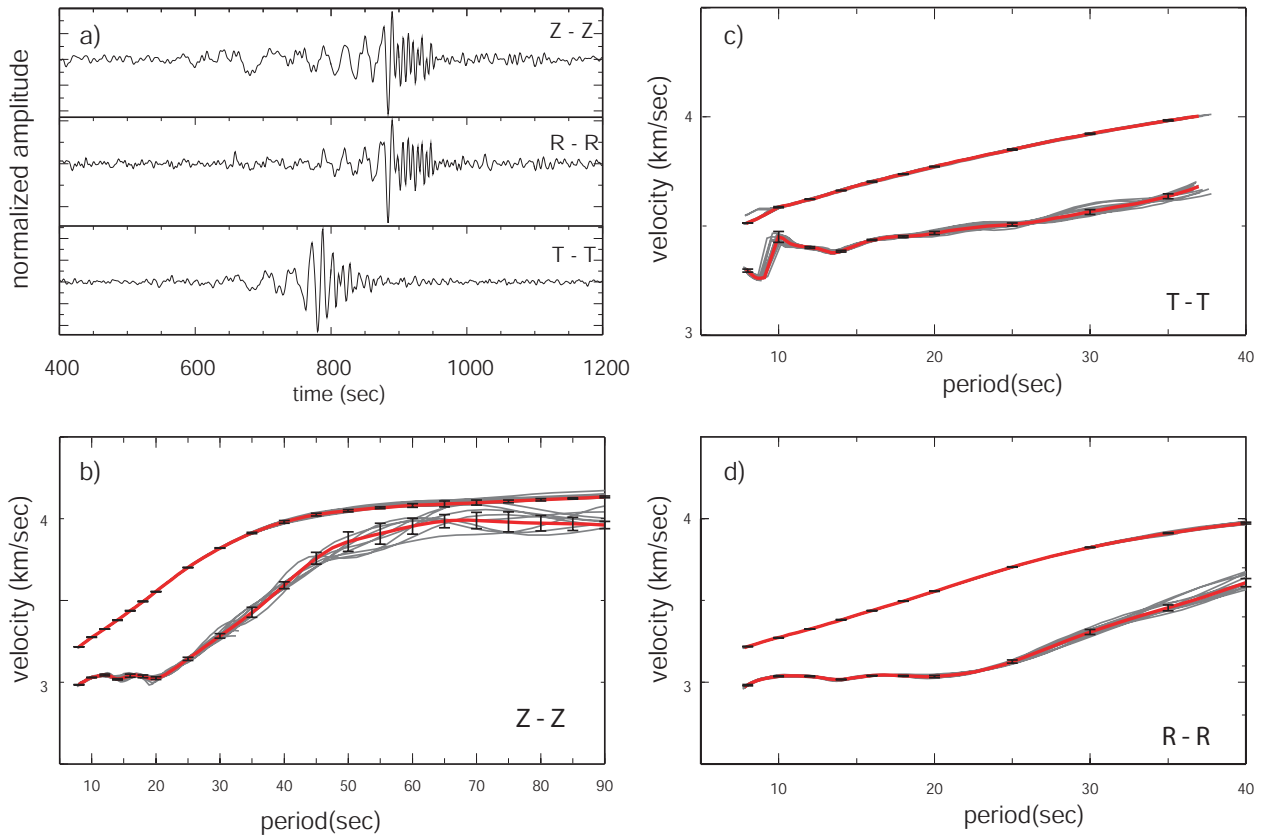 a)
Z - Z
R - R
T - T
normalized amplitude
400 600 800 1000 1200
time (sec)
c)
4
3
velocity (km/sec)
T - T
10 20 30 40
period(sec)
b)
4
3
velocity (km/sec)
Z - Z
10 20 30 40 50 60 70 80 90
period(sec)
d)
4
3
velocity (km/sec)
R - R
10 20 30 40
period(sec)